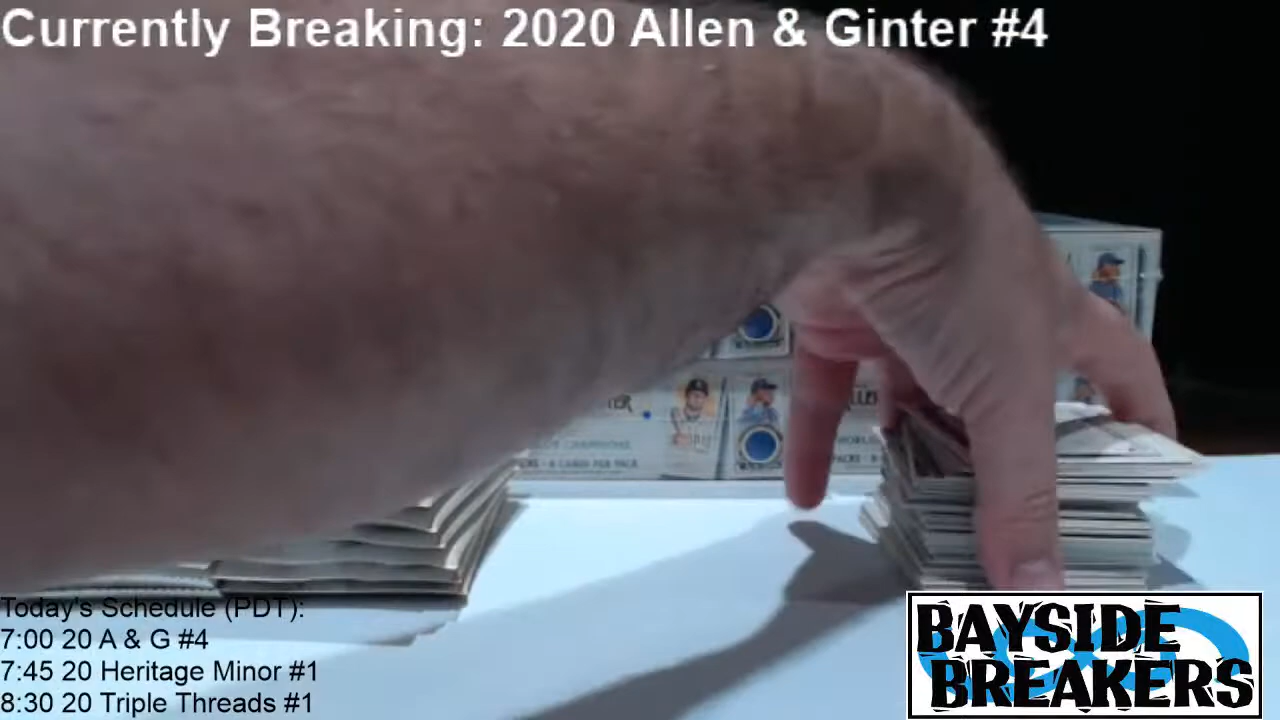 Currently Breaking: 2020 Allen & Ginter #4
Today's Schedule (PDT):
7:00 20 A & G #4
7:45 20 Heritage Minor #1
8:30 20 Triple Threads #1
BAYSIDE
BREAKERS